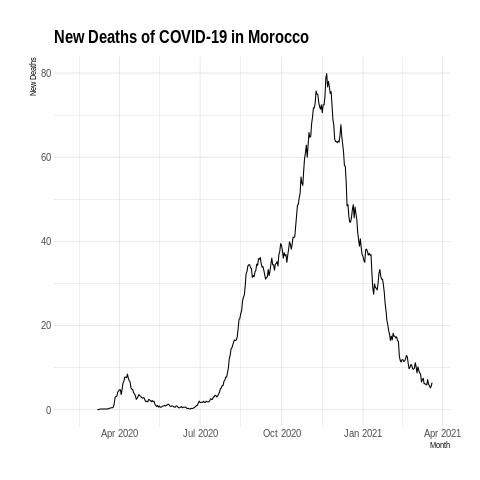 New Deaths of COVID-19 in Morocco
New Deaths
80
60
40
20
0
Apr 2020 Jul 2020 Oct 2020 Jan 2021 Apr 2021
Month